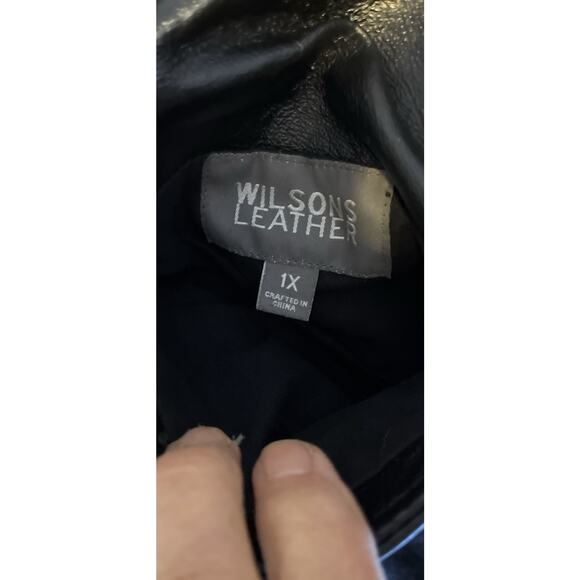 WILSONS
LEATHER
1X
CRAFTED IN
CHINA